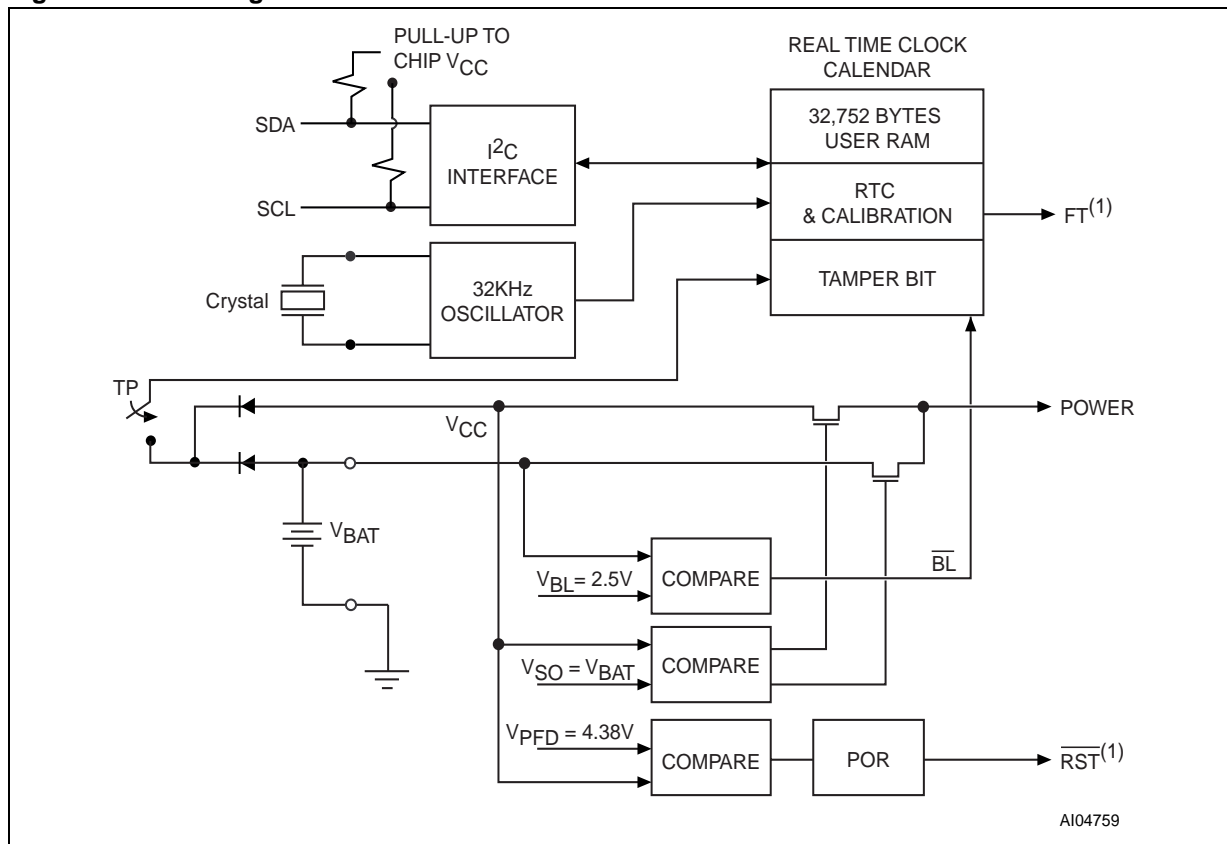 PULL-UP TO
CHIP VCC
REAL TIME CLOCK
CALENDAR
SDA
I2C
INTERFACE
32,752 BYTES
USER RAM
SCL
RTC
& CALIBRATION
FT(1)
Crystal
32KHz
OSCILLATOR
TAMPER BIT
TP
VCC
POWER
VBAT
VBL= 2.5V
COMPARE
BL
VSO = VBAT
COMPARE
VPFD = 4.38V
COMPARE
POR
RST(1)
AI04759